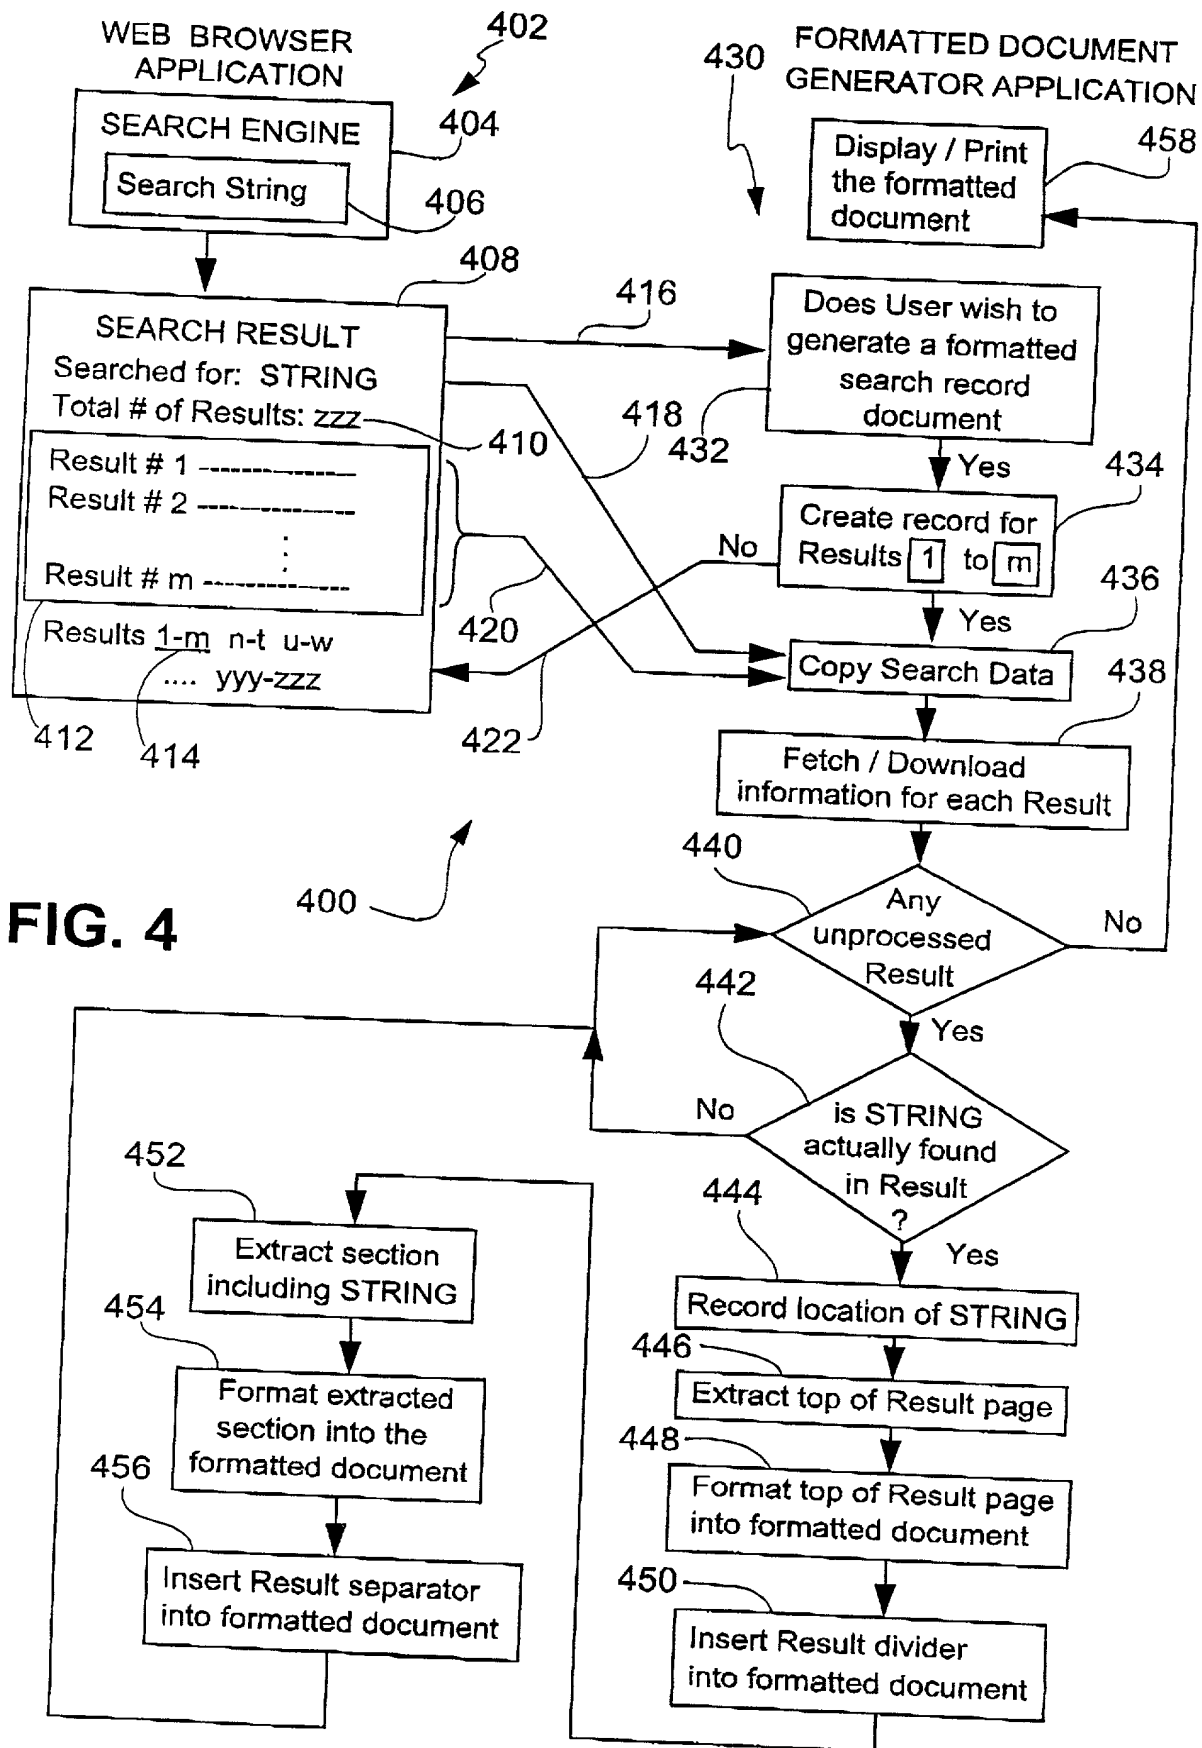 WEB BROWSER
APPLICATION
402
SEARCH ENGINE
404
Search String
406
408
SEARCH RESULT
Searched for: STRING
Total # of Results: zzz
410
Result # 1 ---------------
Result # 2 ---------------
Result # m ---------------
Results 1-m n-t u-w
.... yyy-zzz
412
414
416
418
420
422
400
FIG. 4
430
FORMATTED DOCUMENT
GENERATOR APPLICATION
458
Display / Print
the formatted
document
Does User wish to
generate a formatted
search record
document
432
Yes
434
Create record for
Results 1 to m
No
436
Yes
Copy Search Data
438
Fetch / Download
information for each Result
440
Any
unprocessed
Result
No
442
Yes
is STRING
actually found
in Result
?
No
444
Yes
Record location of STRING
446
Extract top of Result page
448
Format top of Result page
into formatted document
450
Insert Result divider
into formatted document
452
Extract section
including STRING
454
Format extracted
section into the
formatted document
456
Insert Result separator
into formatted document